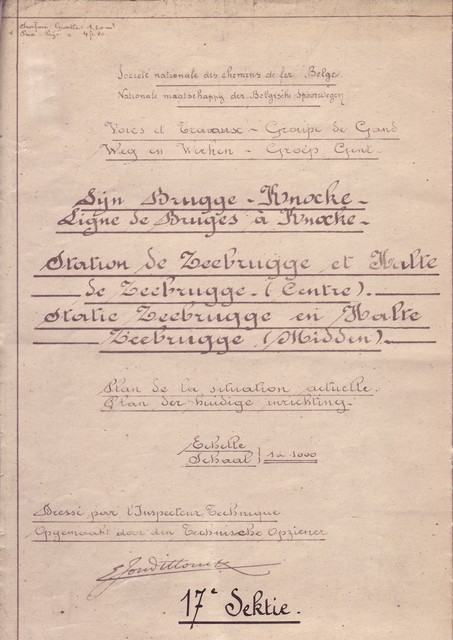 Société nationale des chemins de fer Belge.
Nationale maatschappij der Belgische Spoorwegen
Voies et Travaux - Groupe de Gand
Weg en Werken - Groep Gent.
Lijn Brugge - Knocke -
Ligne de Bruges à Knocke -
Station de Zeebrugge et Halte
de Zeebrugge. (Centre).
Statie Zeebrugge en Halte
Zeebrugge (Midden).
Plan de la situation actuelle.
Plan der huidige inrichting.
Echelle
Schaal } 1 à 1000
Dressé par l'Inspecteur Technique
Opgemaakt door den Technische Opziener
17e Sektie.